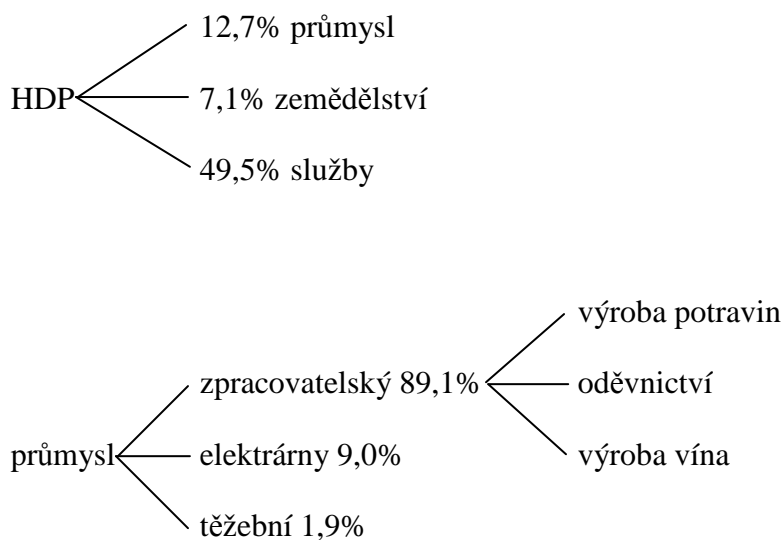 12,7% průmysl
HDP
7,1% zemědělství
49,5% služby
výroba potravin
zpracovatelský 89,1%
oděvnictví
průmysl
elektrárny 9,0%
výroba vína
těžební 1,9%